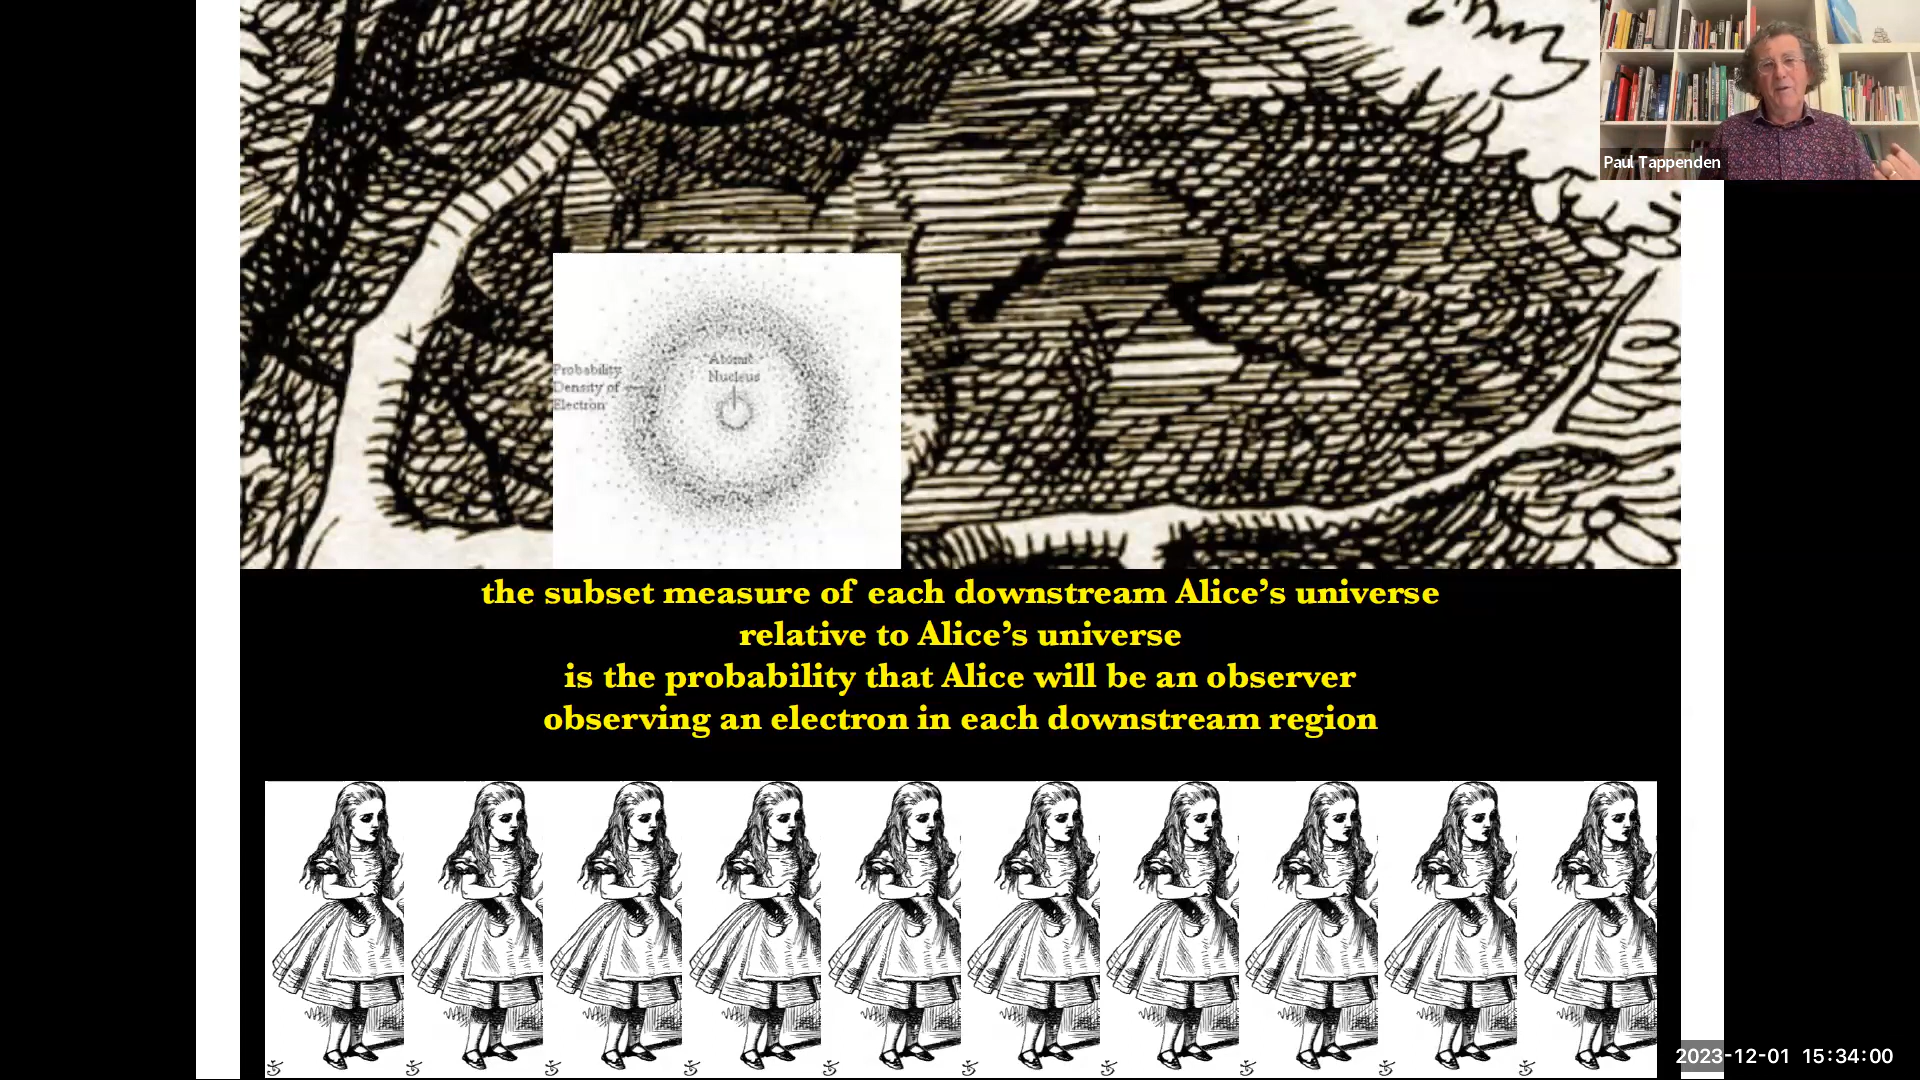 Paul Tappenden
Atomic
Nucleus
Probability
Density of
Electron
the subset measure of each downstream Alice’s universe
relative to Alice’s universe
is the probability that Alice will be an observer
observing an electron in each downstream region
2023-12-01 15:34:00